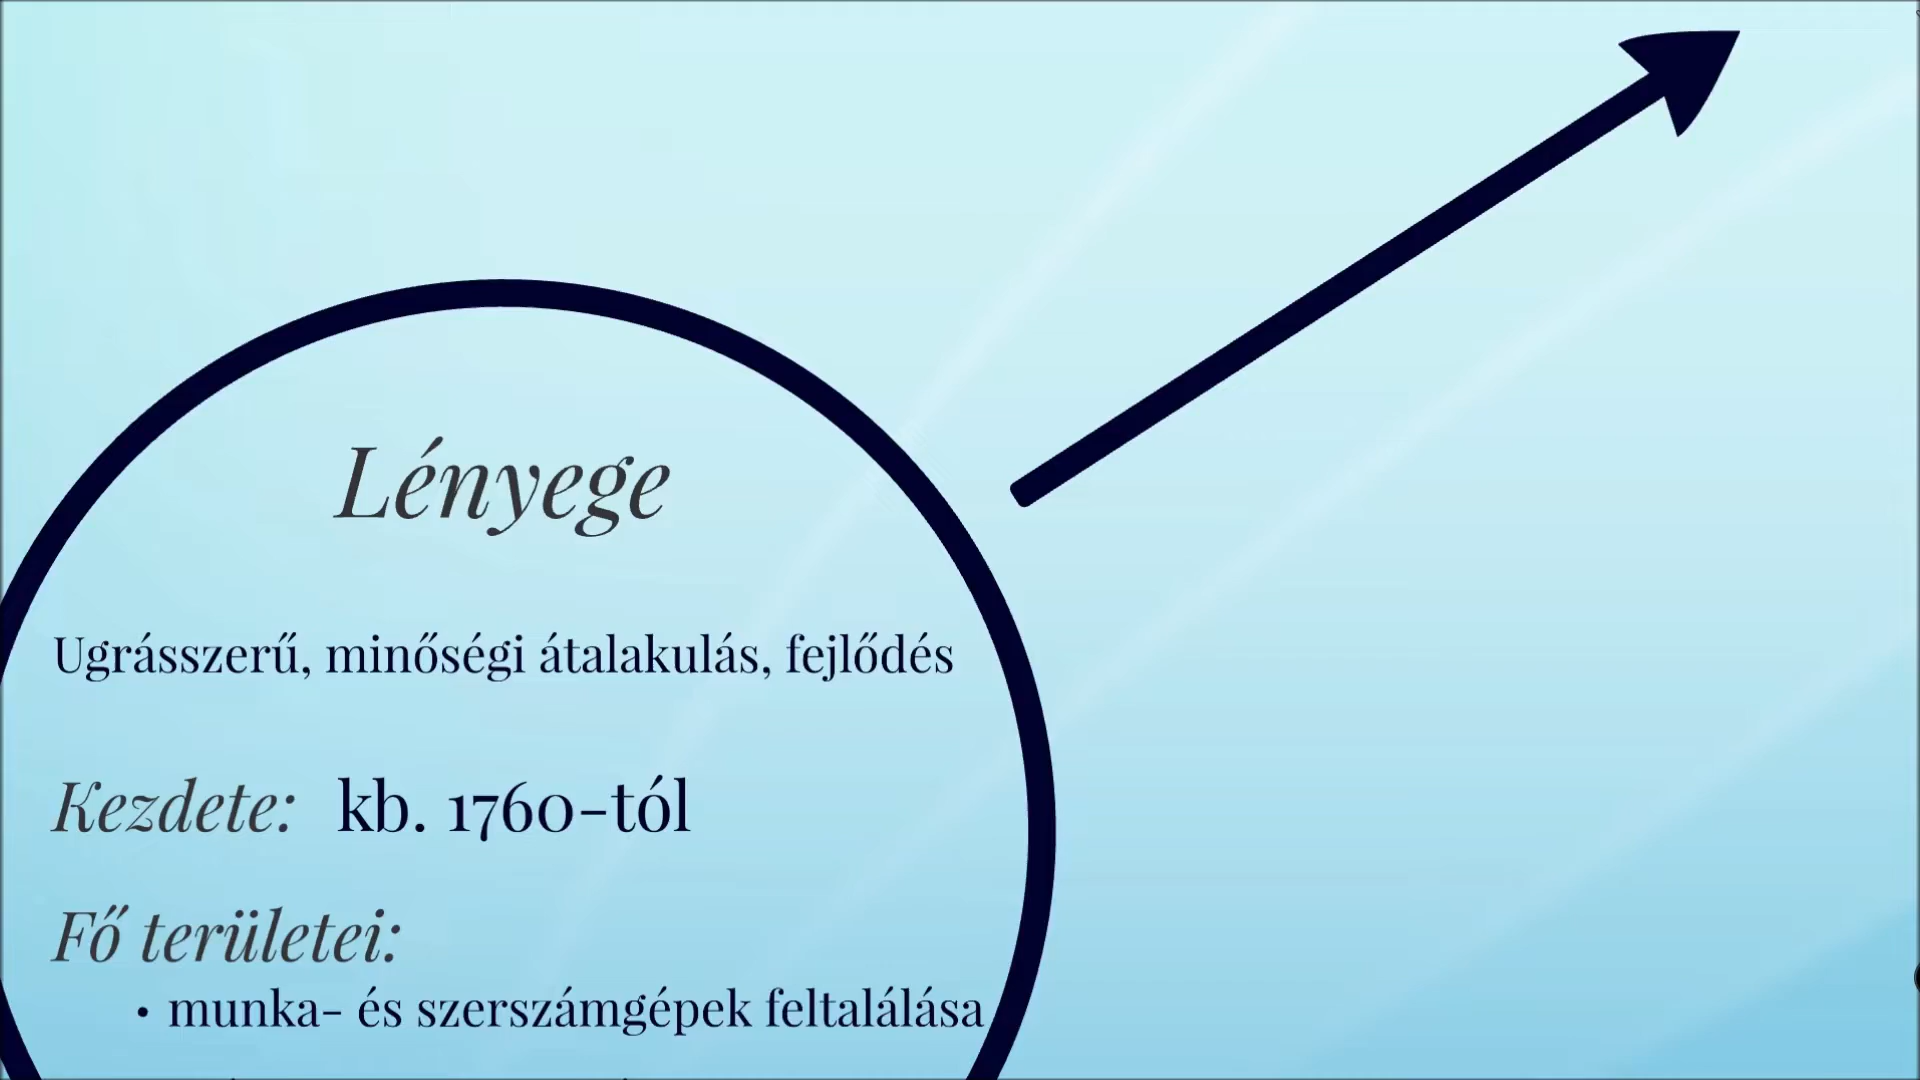 Lényege
Ugrásszerű, minőségi átalakulás, fejlődés
Kezdete: kb. 1760-tól
Fő területei:
• munka- és szerszámgépek feltalálása